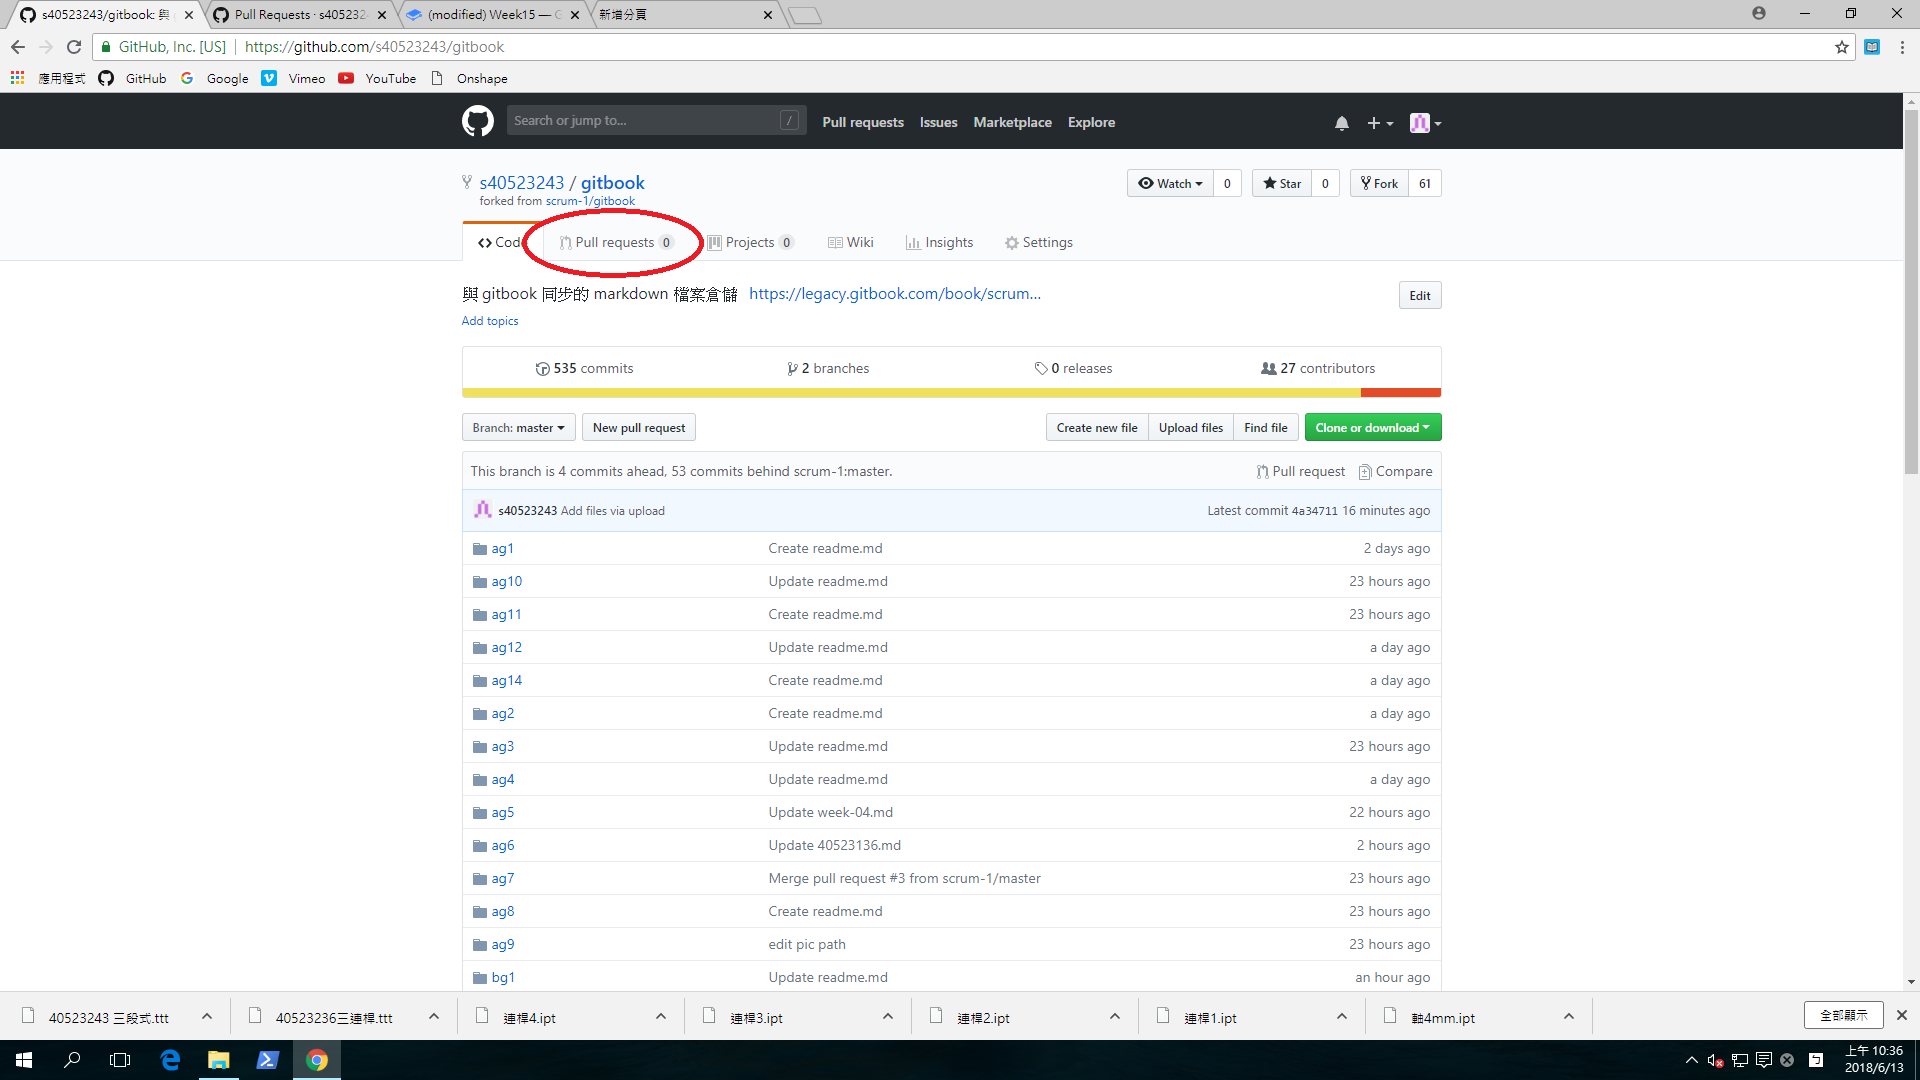 s40523243/gitbook: 與
Pull Requests · s405232
(modified) Week15 — G
新增分頁
GitHub, Inc. [US]
https://github.com/s40523243/gitbook
應用程式
GitHub
Google
Vimeo
YouTube
Onshape
Search or jump to...
/
Pull requests
Issues
Marketplace
Explore
s40523243 / gitbook
Watch
0
Star
0
Fork
61
forked from scrum-1/gitbook
Code
Pull requests 0
Projects 0
Wiki
Insights
Settings
與 gitbook 同步的 markdown 檔案倉儲 https://legacy.gitbook.com/book/scrum...
Edit
Add topics
535 commits
2 branches
0 releases
27 contributors
Branch: master
New pull request
Create new file
Upload files
Find file
Clone or download
This branch is 4 commits ahead, 53 commits behind scrum-1:master.
Pull request
Compare
s40523243 Add files via upload
Latest commit 4a34711 16 minutes ago
ag1 Create readme.md 2 days ago
ag10 Update readme.md 23 hours ago
ag11 Create readme.md 23 hours ago
ag12 Update readme.md a day ago
ag14 Create readme.md a day ago
ag2 Create readme.md a day ago
ag3 Update readme.md 23 hours ago
ag4 Update readme.md a day ago
ag5 Update week-04.md 22 hours ago
ag6 Update 40523136.md 2 hours ago
ag7 Merge pull request #3 from scrum-1/master 23 hours ago
ag8 Create readme.md 23 hours ago
ag9 edit pic path 23 hours ago
bg1 Update readme.md an hour ago
40523243 三段式.ttt
40523236三連桿.ttt
連桿4.ipt
連桿3.ipt
連桿2.ipt
連桿1.ipt
軸4mm.ipt
全部顯示
上午 10:36
2018/6/13